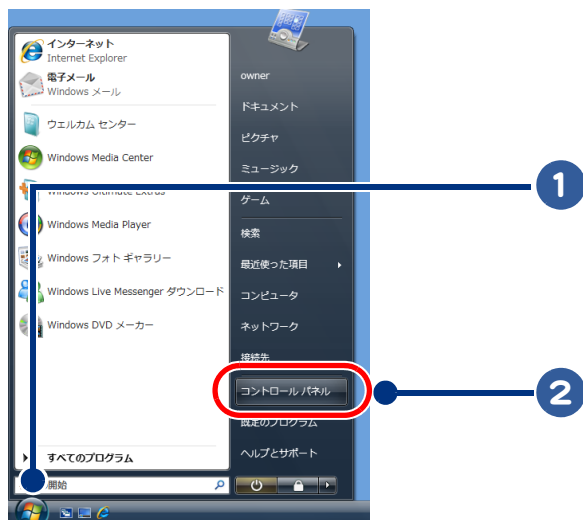 インターネット
Internet Explorer
電子メール
Windows メール
ウェルカム センター
Windows Media Center
Windows Ultimate Extras
Windows Media Player
Windows フォト ギャラリー
Windows Live Messenger ダウンロード
Windows DVD メーカー
すべてのプログラム
開始
owner
ドキュメント
ピクチャ
ミュージック
ゲーム
検索
最近使った項目
コンピュータ
ネットワーク
接続先
コントロール パネル
既定のプログラム
ヘルプとサポート
1
2